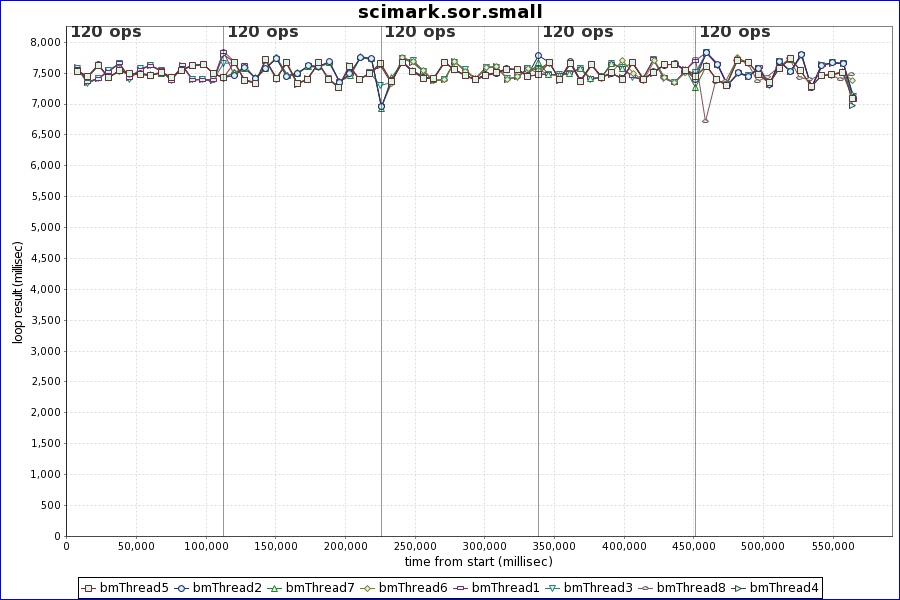 scimark.sor.small
120 ops 120 ops 120 ops 120 ops 120 ops
8,000
7,500
7,000
6,500
6,000
5,500
5,000
4,500
4,000
3,500
3,000
2,500
2,000
1,500
1,000
500
0
loop result (millisec)
0 50,000 100,000 150,000 200,000 250,000 300,000 350,000 400,000 450,000 500,000 550,000
time from start (millisec)
bmThread5 bmThread2 bmThread7 bmThread6 bmThread1 bmThread3 bmThread8 bmThread4